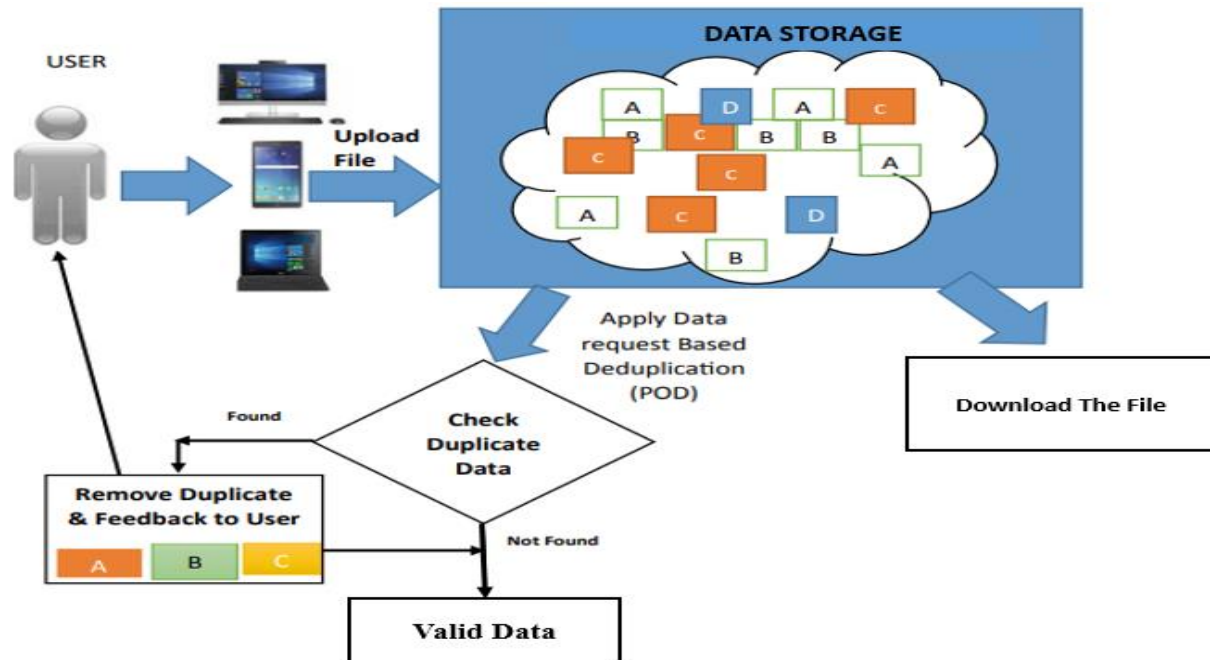 DATA STORAGE
USER
A D A C
B C B B
C C A
A C D
B
Upload
File
Apply Data
request Based
Deduplication
(POD)
Download The File
Found
Check
Duplicate
Data
Remove Duplicate
& Feedback to User
A B C
Not Found
Valid Data